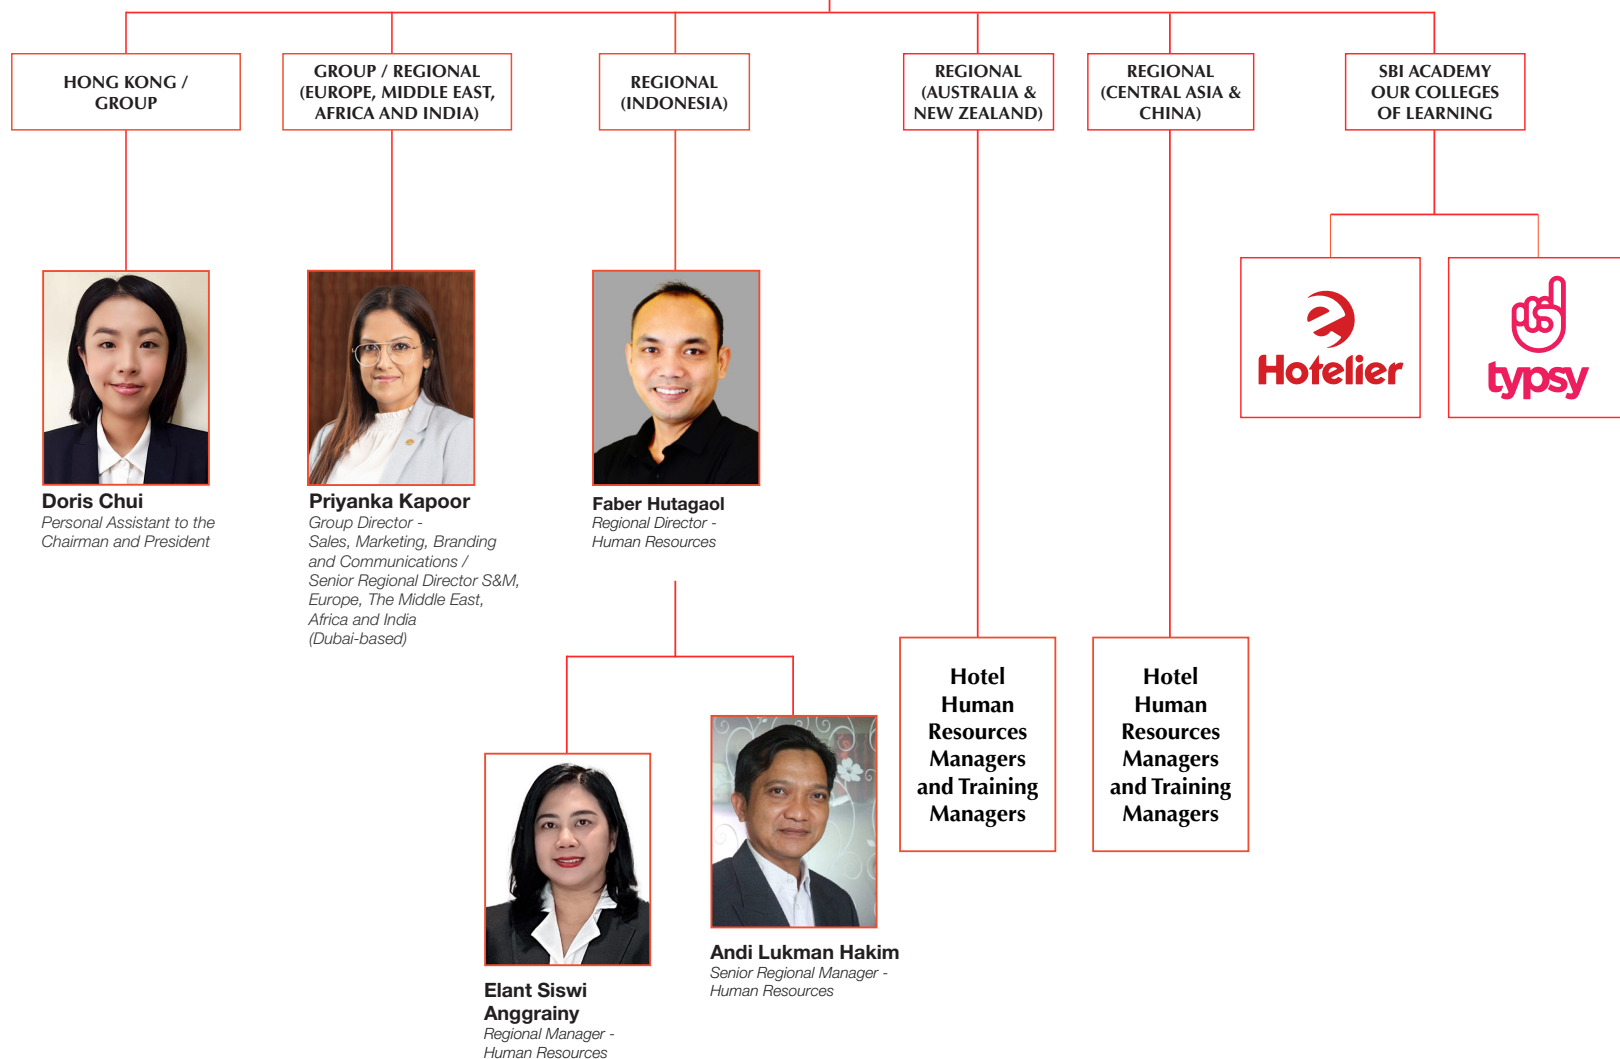 HONG KONG /
GROUP
GROUP / REGIONAL
(EUROPE, MIDDLE EAST,
AFRICA AND INDIA)
REGIONAL
(INDONESIA)
REGIONAL
(AUSTRALIA &
NEW ZEALAND)
REGIONAL
(CENTRAL ASIA &
CHINA)
SBI ACADEMY
OUR COLLEGES
OF LEARNING
Hotelier
typsy
Doris Chui
Personal Assistant to the
Chairman and President
Priyanka Kapoor
Group Director -
Sales, Marketing, Branding
and Communications /
Senior Regional Director S&M,
Europe, The Middle East,
Africa and India
(Dubai-based)
Faber Hutagaol
Regional Director -
Human Resources
Elant Siswi
Anggrainy
Regional Manager -
Human Resources
Andi Lukman Hakim
Senior Regional Manager -
Human Resources
Hotel
Human
Resources
Managers
and Training
Managers
Hotel
Human
Resources
Managers
and Training
Managers